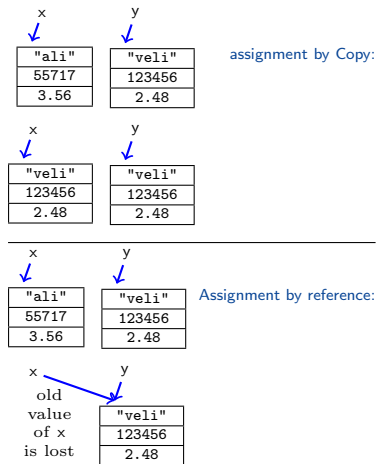 x y
"ali" "veli" assignment by Copy:
55717 123456
3.56 2.48
x y
"veli" "veli"
123456 123456
2.48 2.48
x y
"ali" "veli" Assignment by reference:
55717 123456
3.56 2.48
x y
old
value "veli"
of x 123456
is lost 2.48